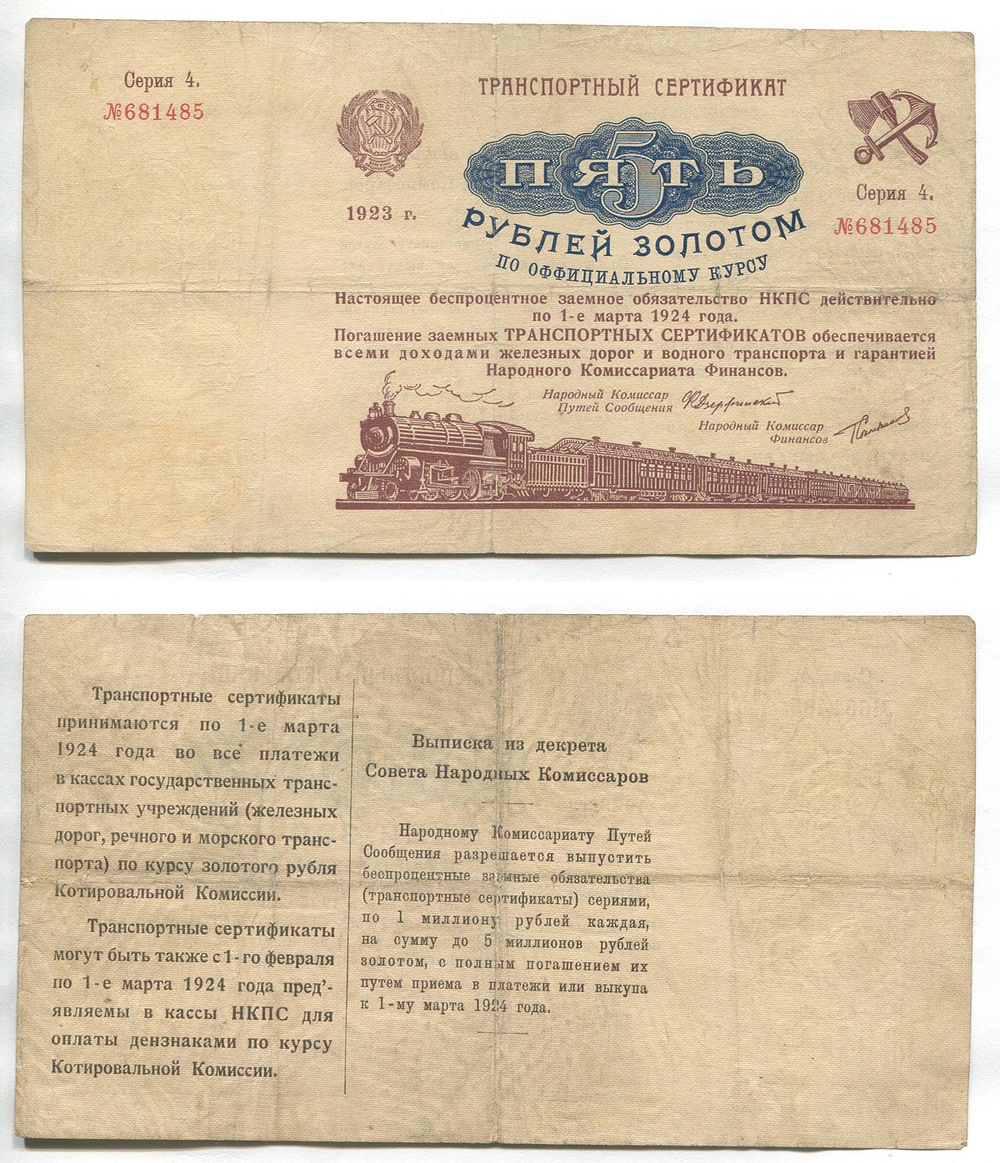 Серия 4.
№681485
ТРАНСПОРТНЫЙ СЕРТИФИКАТ
5
ПЯТЬ
РУБЛЕЙ ЗОЛОТОМ
ПО ОФФИЦИАЛЬНОМУ КУРСУ
1923 г.
Серия 4.
№681485
Настоящее беспроцентное заемное обязательство НКПС действительно
по 1-е марта 1924 года.
Погашение заемных ТРАНСПОРТНЫХ СЕРТИФИКАТОВ обеспечивается
всеми доходами железных дорог и водного транспорта и гарантией
Народного Комиссариата Финансов.
Народный Комиссар
Путей Сообщения
Народный Комиссар
Финансов
Транспортные сертификаты
принимаются по 1-е марта
1924 года во все платежи
в кассах государственных транс-
портных учреждений (железных
дорог, речного и морского транс-
порта) по курсу золотого рубля
Котировальной Комиссии.
Транспортные сертификаты
могут быть также с 1-го февраля
по 1-е марта 1924 года пред'-
являемы в кассы НКПС для
оплаты дензнаками по курсу
Котировальной Комиссии.
Выписка из декрета
Совета Народных Комиссаров
Народному Комиссариату Путей
Сообщения разрешается выпустить
беспроцентные заемные обязательства
(транспортные сертификаты) сериями,
по 1 миллиону рублей каждая,
на сумму до 5 миллионов рублей
золотом, с полным погашением их
путем приема в платежи или выкупа
к 1-му марта 1924 года.